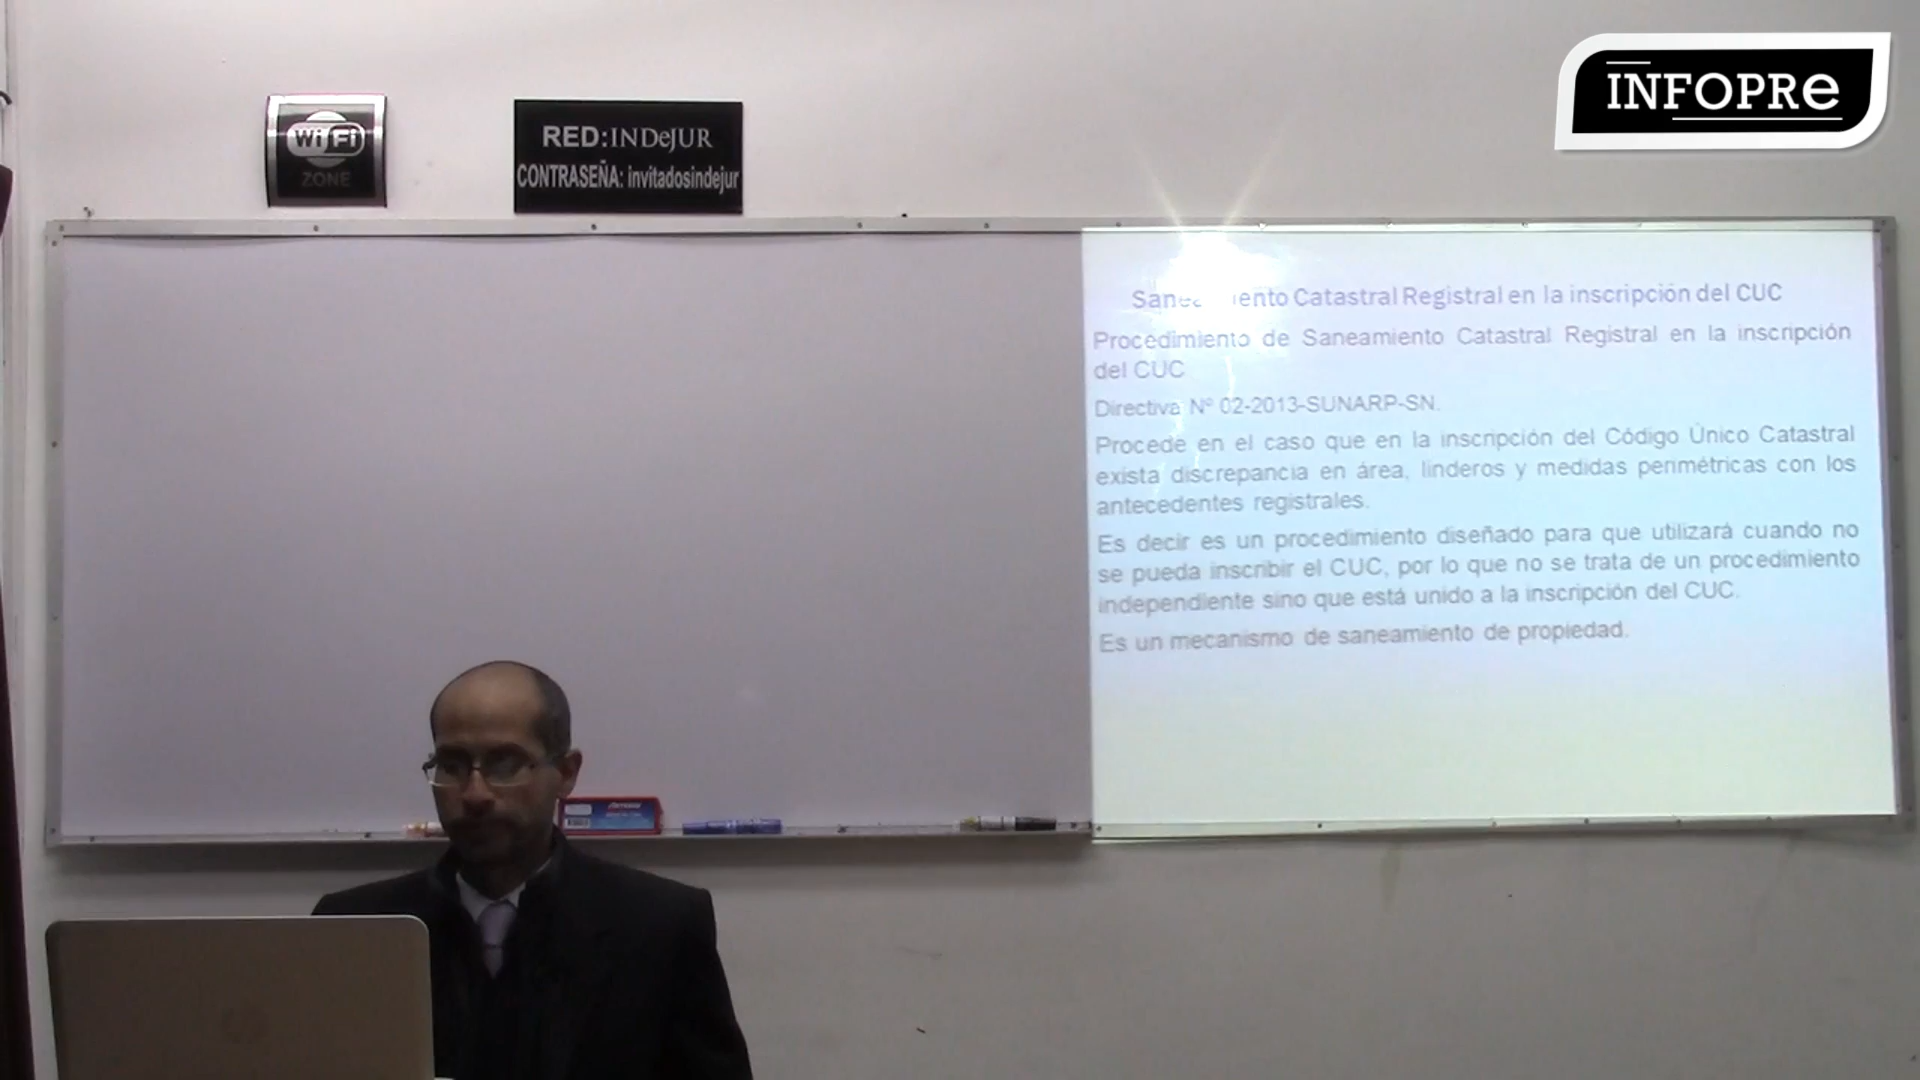 INFOPRe
Wi Fi
ZONE
RED:INDeJUR
CONTRASEÑA: invitadosindejur
Saneamiento Catastral Registral en la inscripción del CUC
Procedimiento de Saneamiento Catastral Registral en la inscripción
del CUC
Directiva Nº 02-2013-SUNARP-SN.
Procede en el caso que en la inscripción del Código Único Catastral
exista discrepancia en área, linderos y medidas perimétricas con los
antecedentes registrales.
Es decir es un procedimiento diseñado para que utilizará cuando no
se pueda inscribir el CUC, por lo que no se trata de un procedimiento
independiente sino que está unido a la inscripción del CUC.
Es un mecanismo de saneamiento de propiedad.